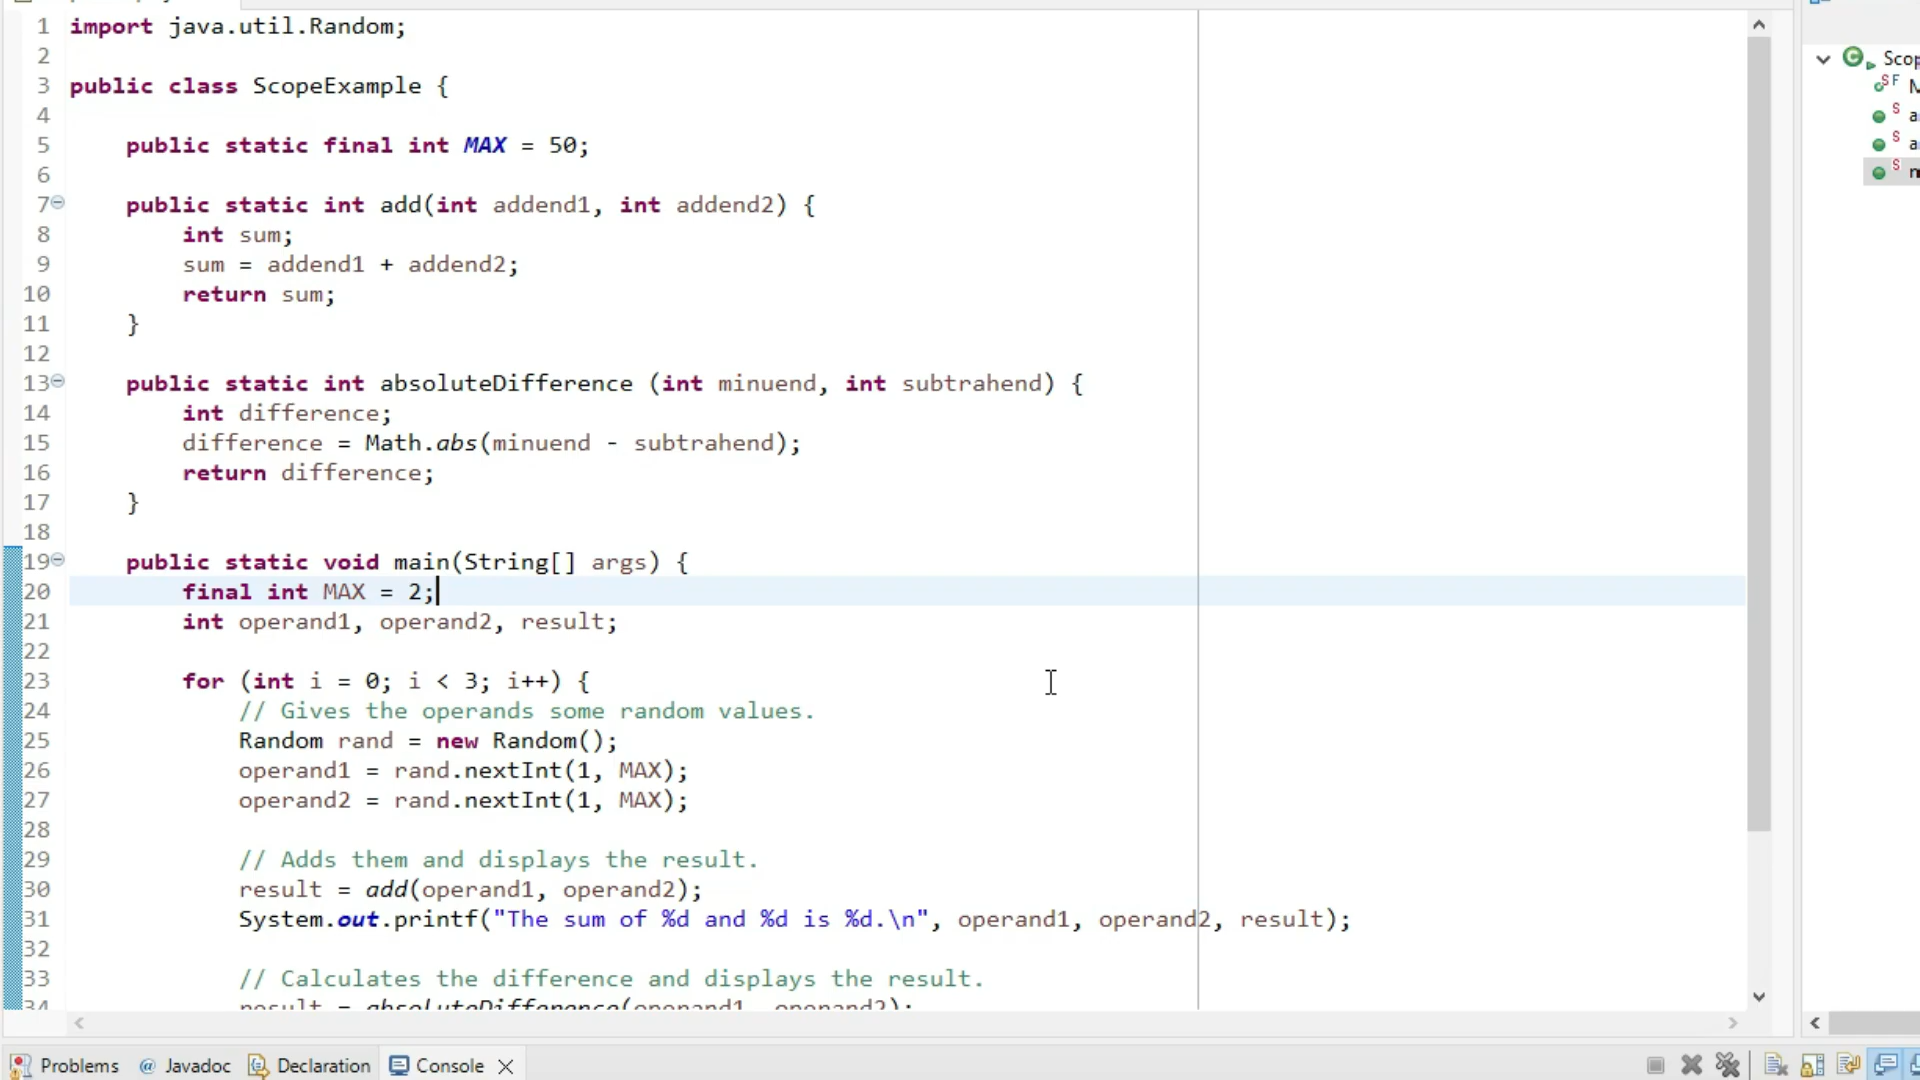 1 import java.util.Random;
2
3 public class ScopeExample {
4
5 public static final int MAX = 50;
6
7 public static int add(int addend1, int addend2) {
8 int sum;
9 sum = addend1 + addend2;
10 return sum;
11 }
12
13 public static int absoluteDifference (int minuend, int subtrahend) {
14 int difference;
15 difference = Math.abs(minuend - subtrahend);
16 return difference;
17 }
18
19 public static void main(String[] args) {
20 final int MAX = 2;
21 int operand1, operand2, result;
22
23 for (int i = 0; i < 3; i++) {
24 // Gives the operands some random values.
25 Random rand = new Random();
26 operand1 = rand.nextInt(1, MAX);
27 operand2 = rand.nextInt(1, MAX);
28
29 // Adds them and displays the result.
30 result = add(operand1, operand2);
31 System.out.printf("The sum of %d and %d is %d.\n", operand1, operand2, result);
32
33 // Calculates the difference and displays the result.
34 result = absoluteDifference(operand1, operand2);
Scop
S F M
S a
S a
S m
Problems @ Javadoc Declaration Console